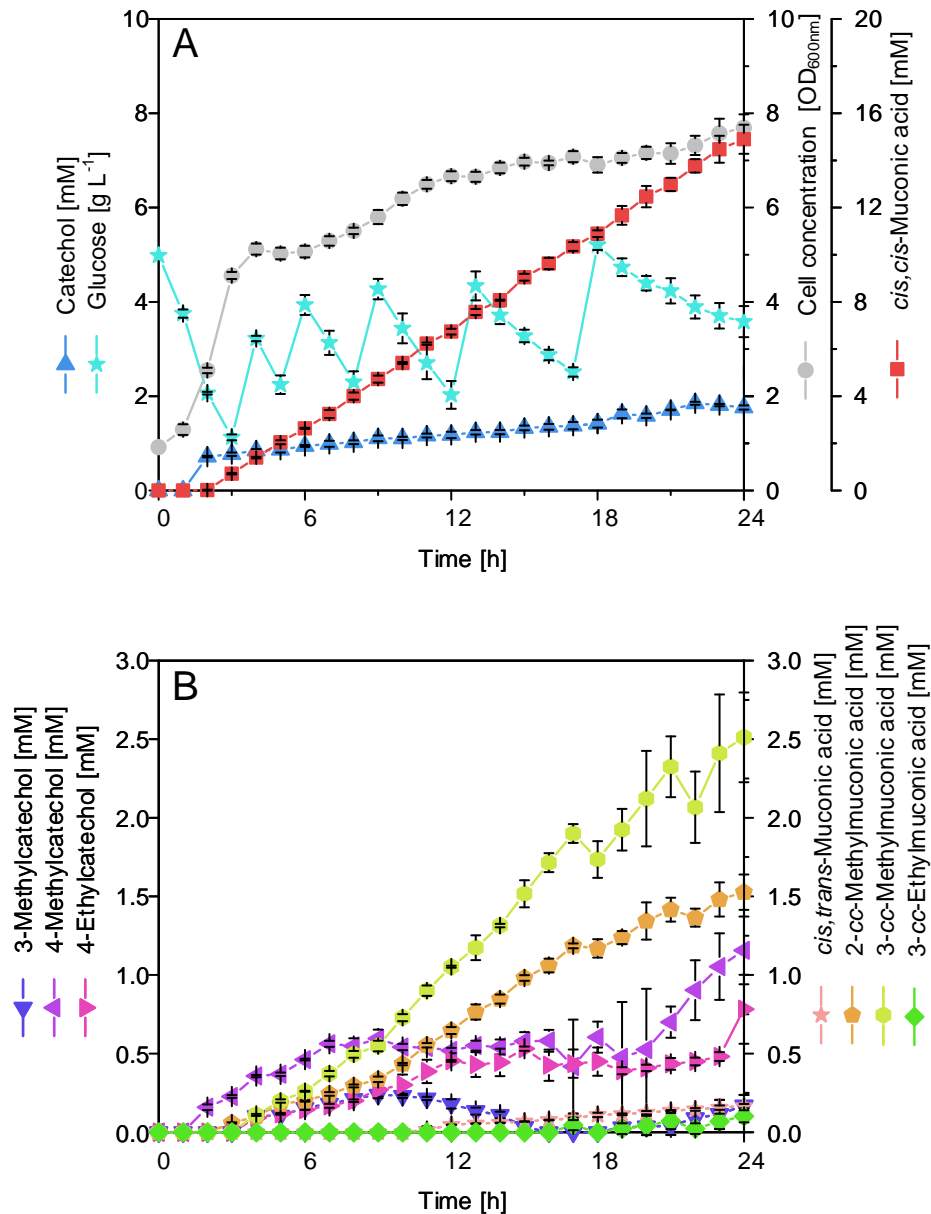 A
Catechol [mM]
Glucose [g L-1]
10
8
6
4
2
0
10
8
6
4
2
0
Cell concentration [OD600nm]
20
16
12
8
4
0
cis,cis-Muconic acid [mM]
0 6 12 18 24
Time [h]
B
3-Methylcatechol [mM]
4-Methylcatechol [mM]
4-Ethylcatechol [mM]
3.0
2.5
2.0
1.5
1.0
0.5
0.0
3.0
2.5
2.0
1.5
1.0
0.5
0.0
cis,trans-Muconic acid [mM]
2-cc-Methylmuconic acid [mM]
3-cc-Methylmuconic acid [mM]
3-cc-Ethylmuconic acid [mM]
0 6 12 18 24
Time [h]